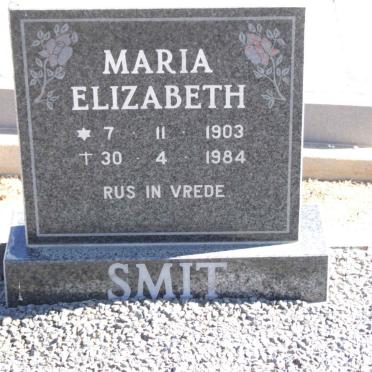 MARIA
ELIZABETH
✶ 7 · 11 · 1903
† 30 · 4 · 1984
RUS IN VREDE
SMIT